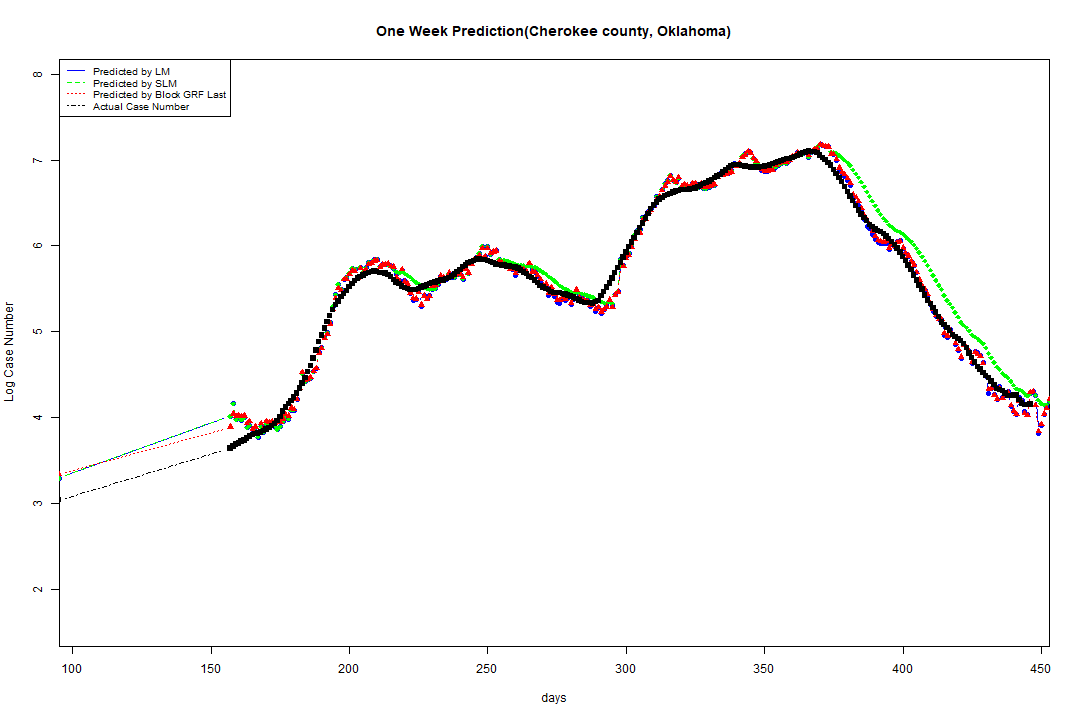 One Week Prediction(Cherokee county, Oklahoma)
Predicted by LM
Predicted by SLM
Predicted by Block GRF Last
Actual Case Number
8
7
6
5
4
3
2
Log Case Number
100 150 200 250 300 350 400 450
days